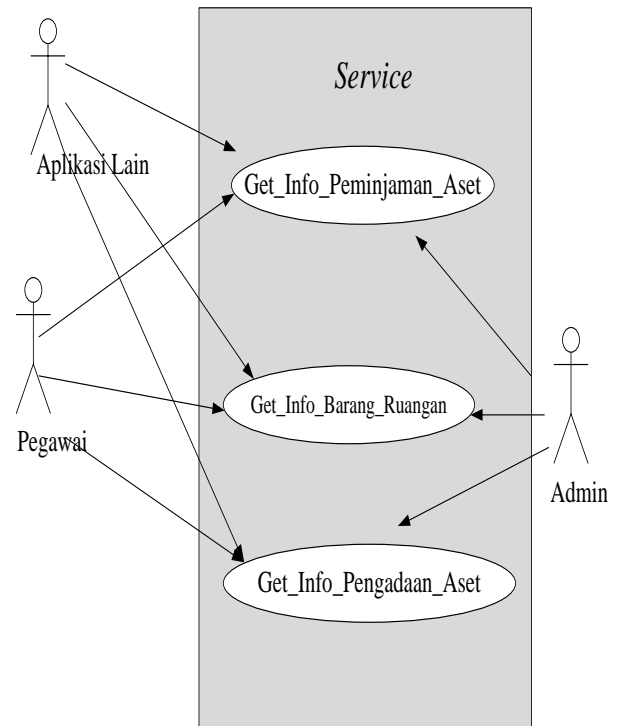 Service
Aplikasi Lain
Get_Info_Peminjaman_Aset
Get_Info_Barang_Ruangan
Pegawai
Admin
Get_Info_Pengadaan_Aset